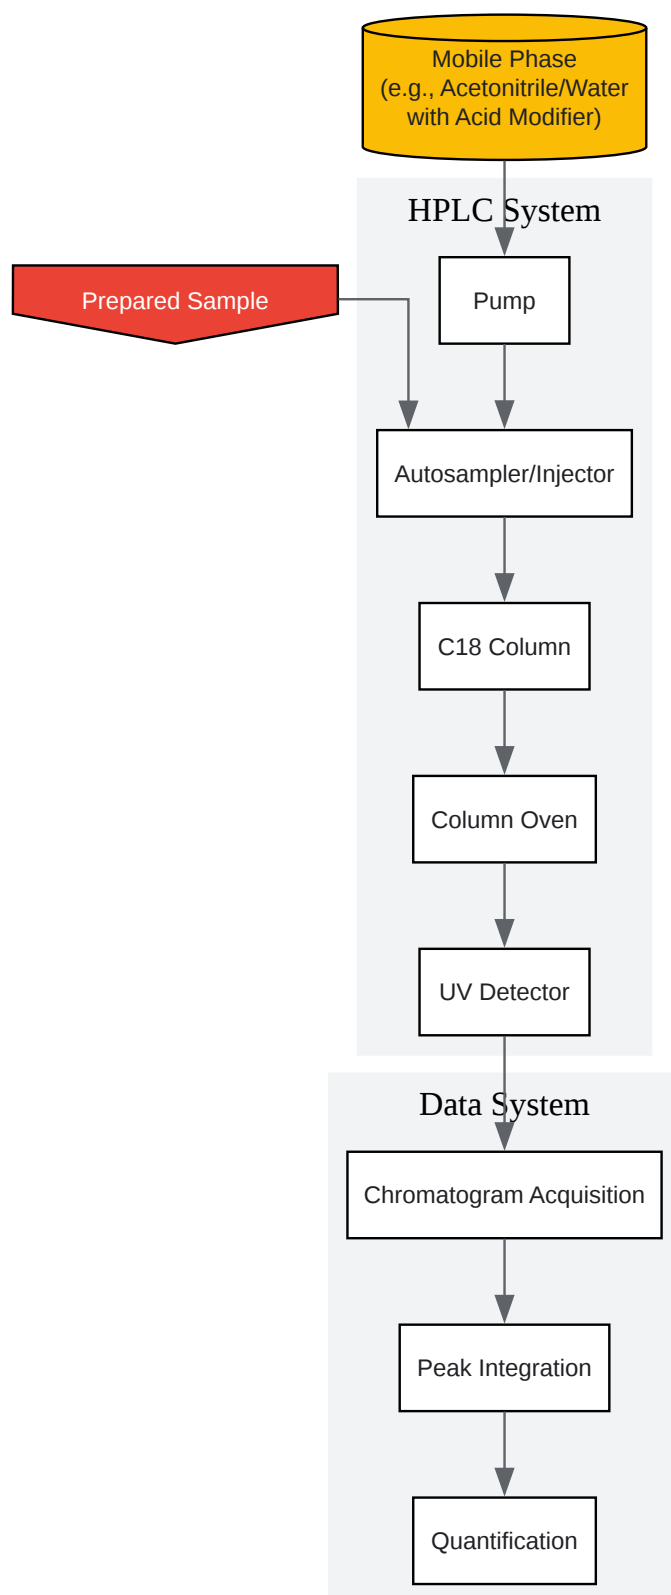 Mobile Phase
(e.g., Acetonitrile/Water
with Acid Modifier)
HPLC System
Prepared Sample
Pump
Autosampler/Injector
C18 Column
Column Oven
UV Detector
Data System
Chromatogram Acquisition
Peak Integration
Quantification